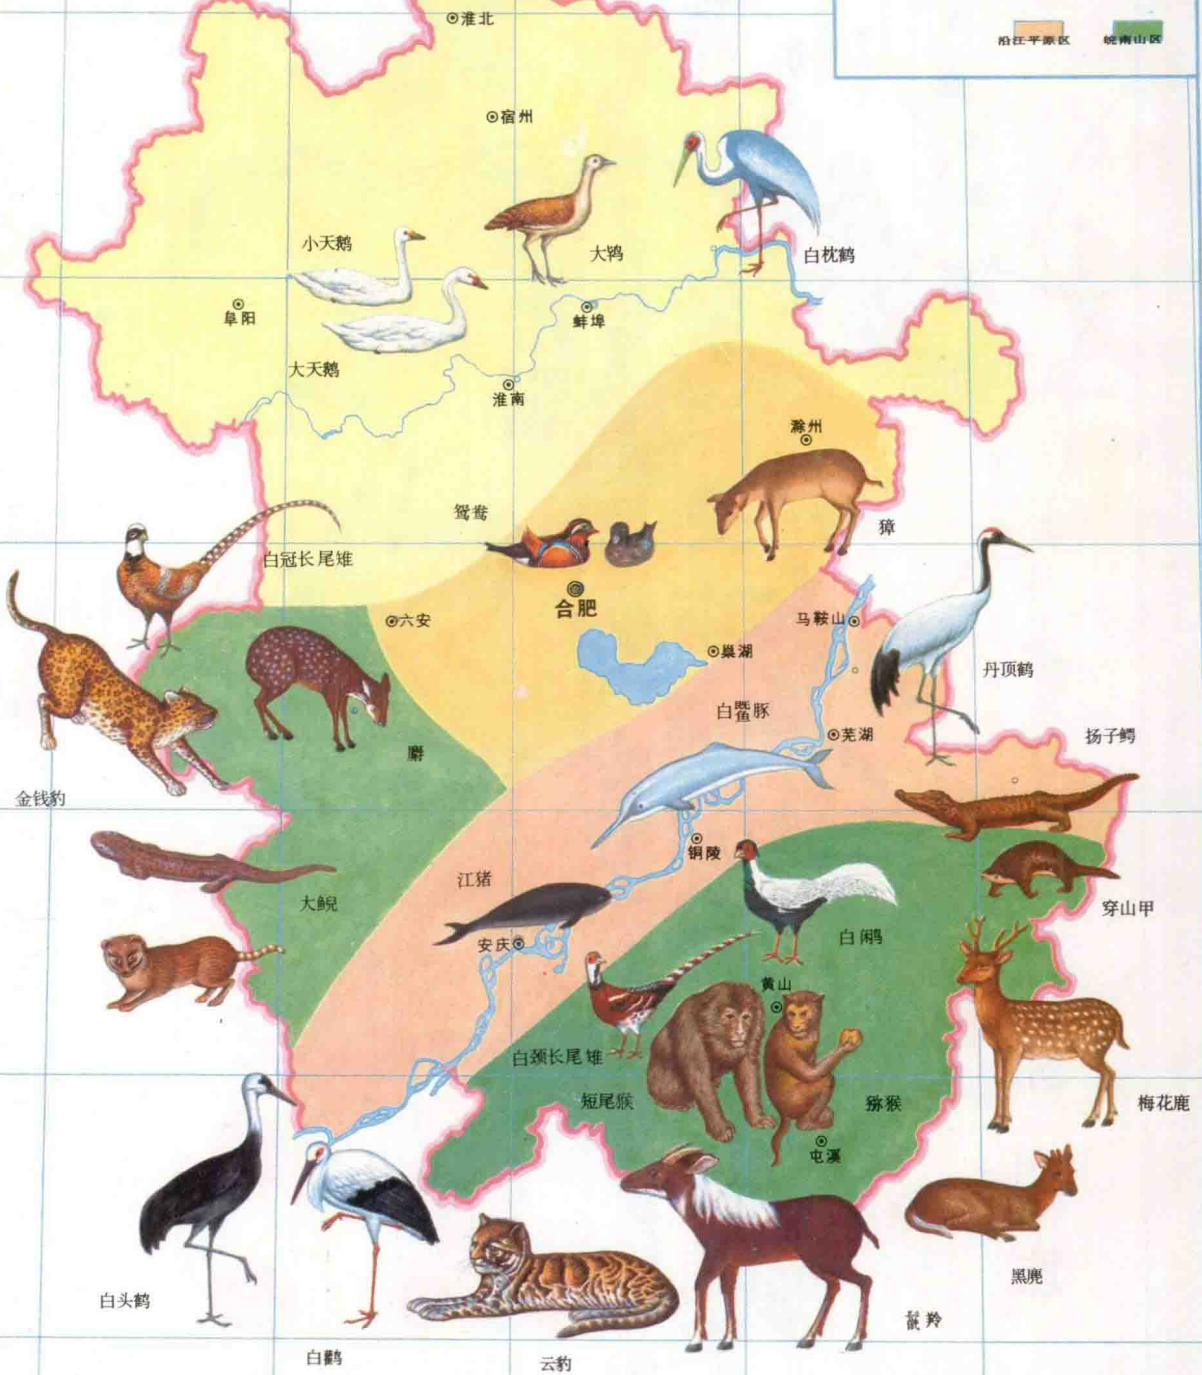 淮北
沿江平原区 皖南山区
宿州
小天鹅
大鸨
白枕鹤
阜阳
蚌埠
大天鹅
淮南
滁州
鸳鸯
獐
白冠长尾雉
合肥
六安
马鞍山
巢湖
丹顶鹤
白鱀豚
芜湖
扬子鳄
麝
金钱豹
铜陵
江猪
大鲵
穿山甲
白鹇
安庆
黄山
白颈长尾雉
短尾猴
猕猴
梅花鹿
屯溪
黑麂
白头鹤
白鹳
云豹